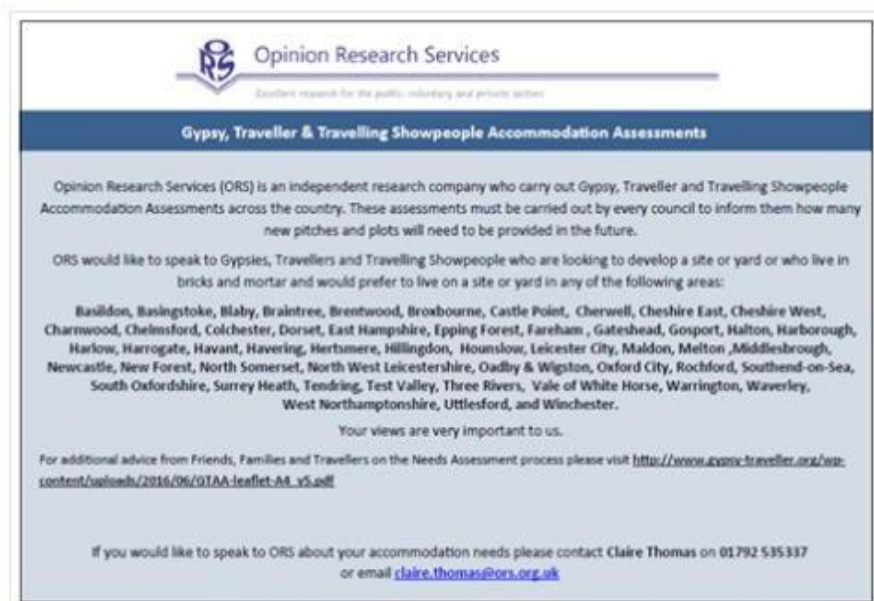 ORS
Opinion Research Services
Excellent research for the public, voluntary and private sectors
Gypsy, Traveller & Travelling Showpeople Accommodation Assessments
Opinion Research Services (ORS) is an independent research company who carry out Gypsy, Traveller and Travelling Showpeople
Accommodation Assessments across the country. These assessments must be carried out by every council to inform them how many
new pitches and plots will need to be provided in the future.
ORS would like to speak to Gypsies, Travellers and Travelling Showpeople who are looking to develop a site or yard or who live in
bricks and mortar and would prefer to live on a site or yard in any of the following areas:
Basildon, Basingstoke, Blaby, Braintree, Brentwood, Broxbourne, Castle Point, Cherwell, Cheshire East, Cheshire West,
Charnwood, Chelmsford, Colchester, Dorset, East Hampshire, Epping Forest, Fareham , Gateshead, Gosport, Halton, Harborough,
Harlow, Harrogate, Havant, Havering, Hertsmere, Hillingdon, Hounslow, Leicester City, Maldon, Melton ,Middlesbrough,
Newcastle, New Forest, North Somerset, North West Leicestershire, Oadby & Wigston, Oxford City, Rochford, Southend-on-Sea,
South Oxfordshire, Surrey Heath, Tendring, Test Valley, Three Rivers, Vale of White Horse, Warrington, Waverley,
West Northamptonshire, Uttlesford, and Winchester.
Your views are very important to us.
For additional advice from Friends, Families and Travellers on the Needs Assessment process please visit http://www.gypsy-traveller.org/wp-
content/uploads/2016/06/GTAA-leaflet-A4_v5.pdf
If you would like to speak to ORS about your accommodation needs please contact Claire Thomas on 01792 535337
or email claire.thomas@ors.org.uk